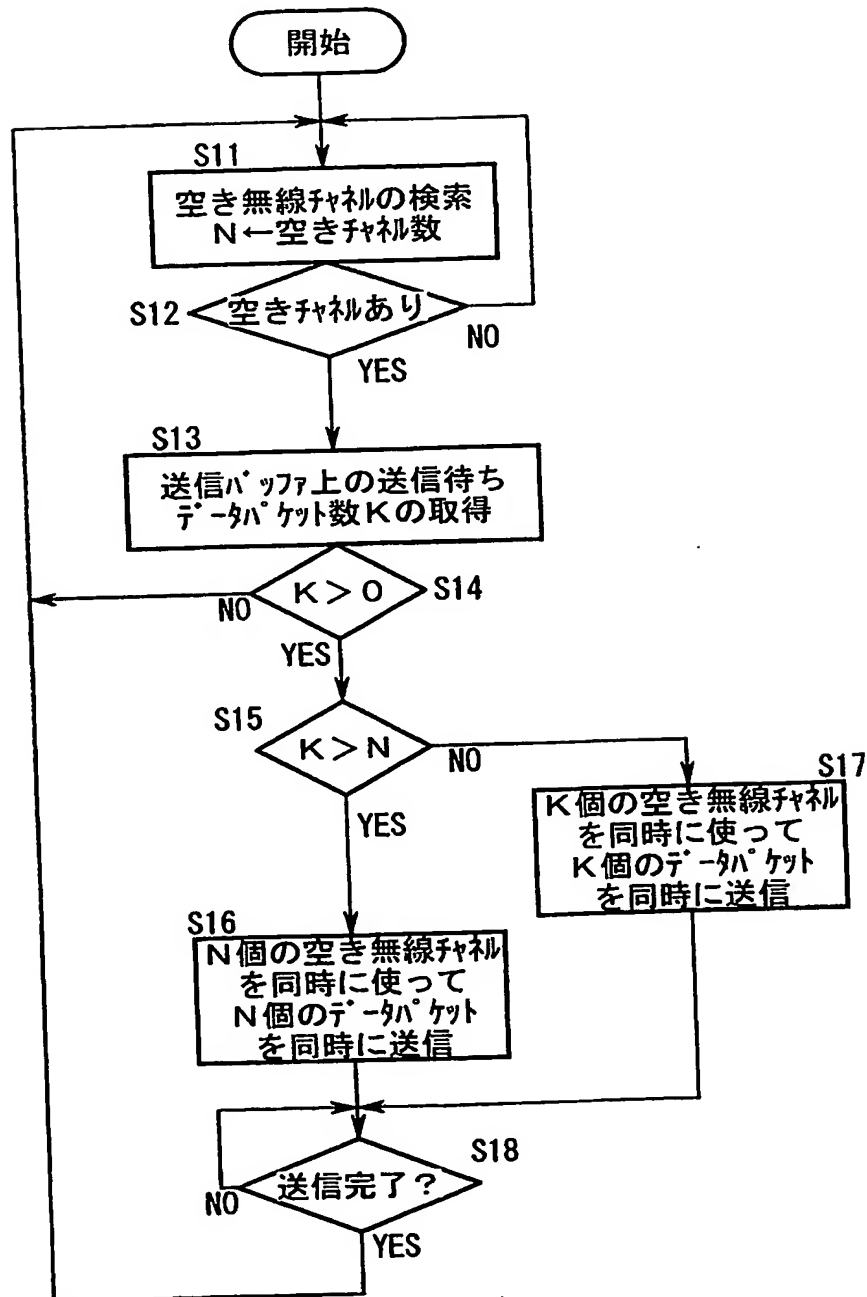 開始
S11
空き無線ﾁｬﾈﾙの検索
N←空きﾁｬﾈﾙ数
S12
空きﾁｬﾈﾙあり
NO
YES
S13
送信ﾊﾞｯﾌｧ上の送信待ち
ﾃﾞｰﾀﾊﾟｹｯﾄ数Kの取得
K＞0
S14
NO
YES
S15
K＞N
NO
YES
S17
K個の空き無線ﾁｬﾈﾙ
を同時に使って
K個のﾃﾞｰﾀﾊﾟｹｯﾄ
を同時に送信
S16
N個の空き無線ﾁｬﾈﾙ
を同時に使って
N個のﾃﾞｰﾀﾊﾟｹｯﾄ
を同時に送信
S18
送信完了？
NO
YES